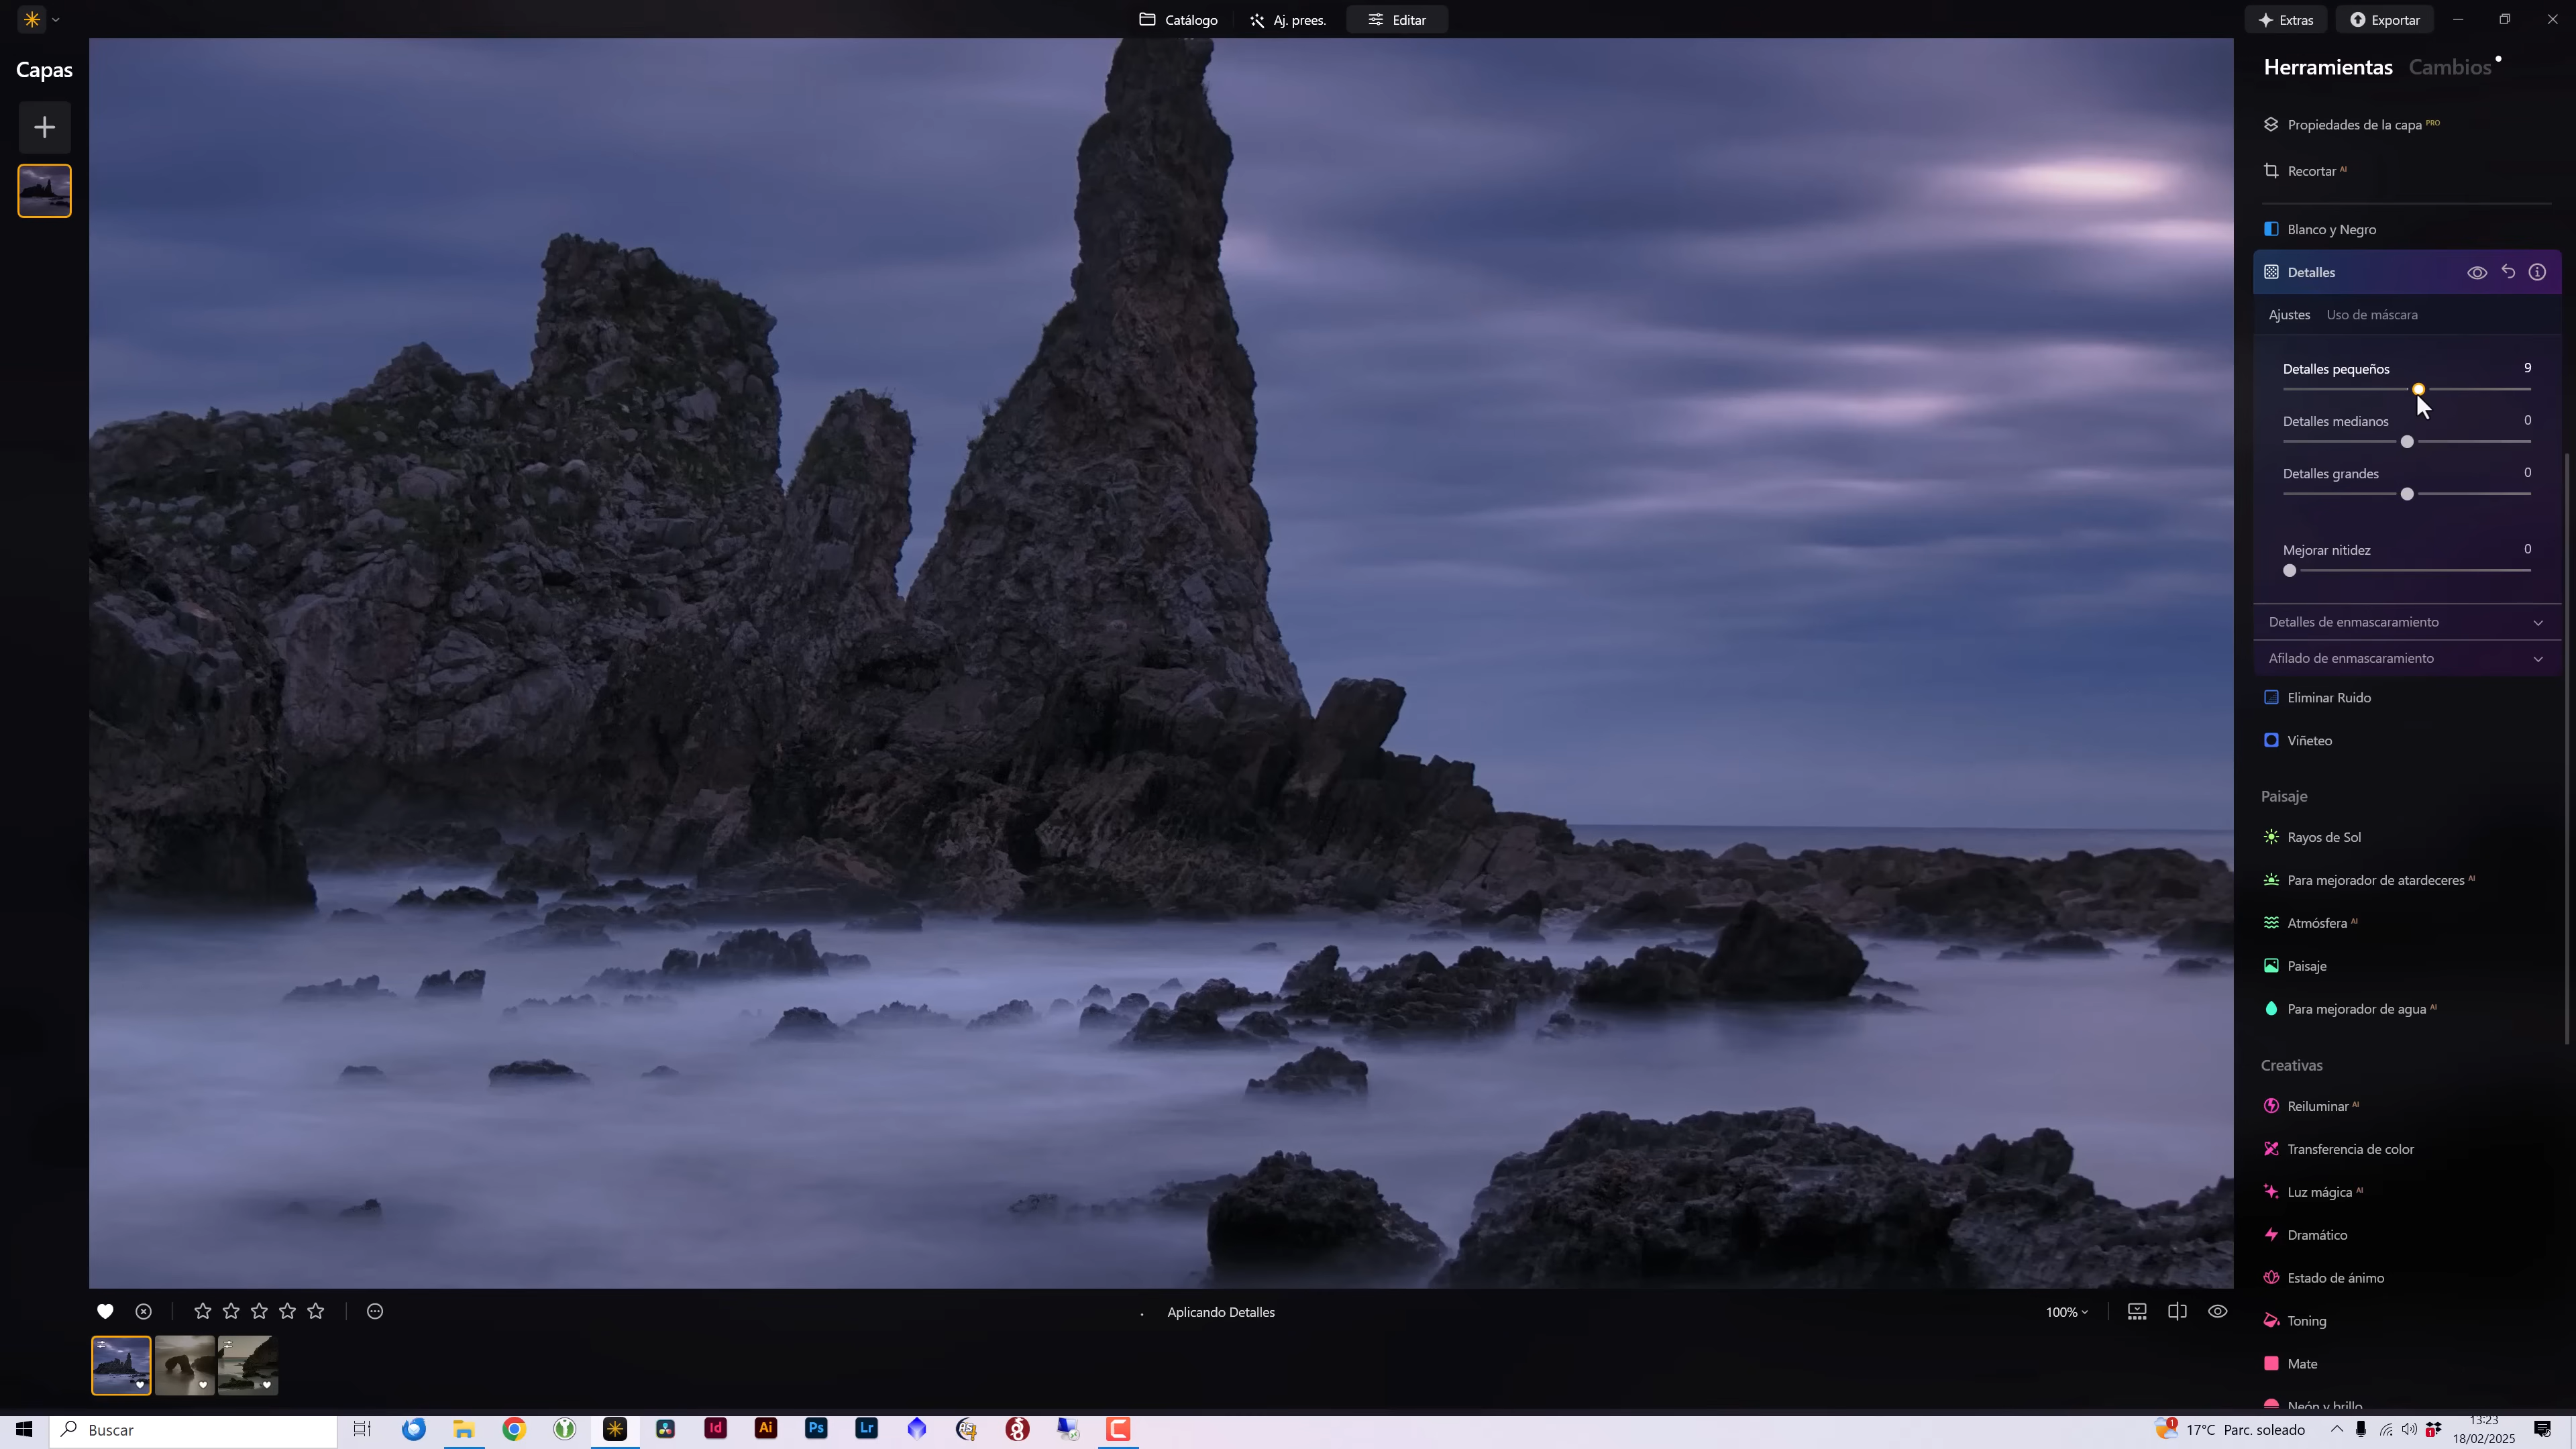 Catálogo
Aj. prees.
Editar
Extras
Exportar
Capas
Herramientas
Cambios
Propiedades de la capa PRO
Recortar AI
Blanco y Negro
Detalles
Ajustes
Uso de máscara
Detalles pequeños 9
Detalles medianos 0
Detalles grandes 0
Mejorar nitidez 0
Detalles de enmascaramiento
Afilado de enmascaramiento
Eliminar Ruido
Viñeteo
Paisaje
Rayos de Sol
Para mejorador de atardeceres AI
Atmósfera AI
Paisaje
Para mejorador de agua AI
Creativas
Reiluminar AI
Transferencia de color
Luz mágica AI
Dramático
Estado de ánimo
Toning
Mate
Neón y brillo
Aplicando Detalles
100%
Buscar
Id
Ai
Ps
Lr
1
17°C Parc. soleado
1
13:23
18/02/2025